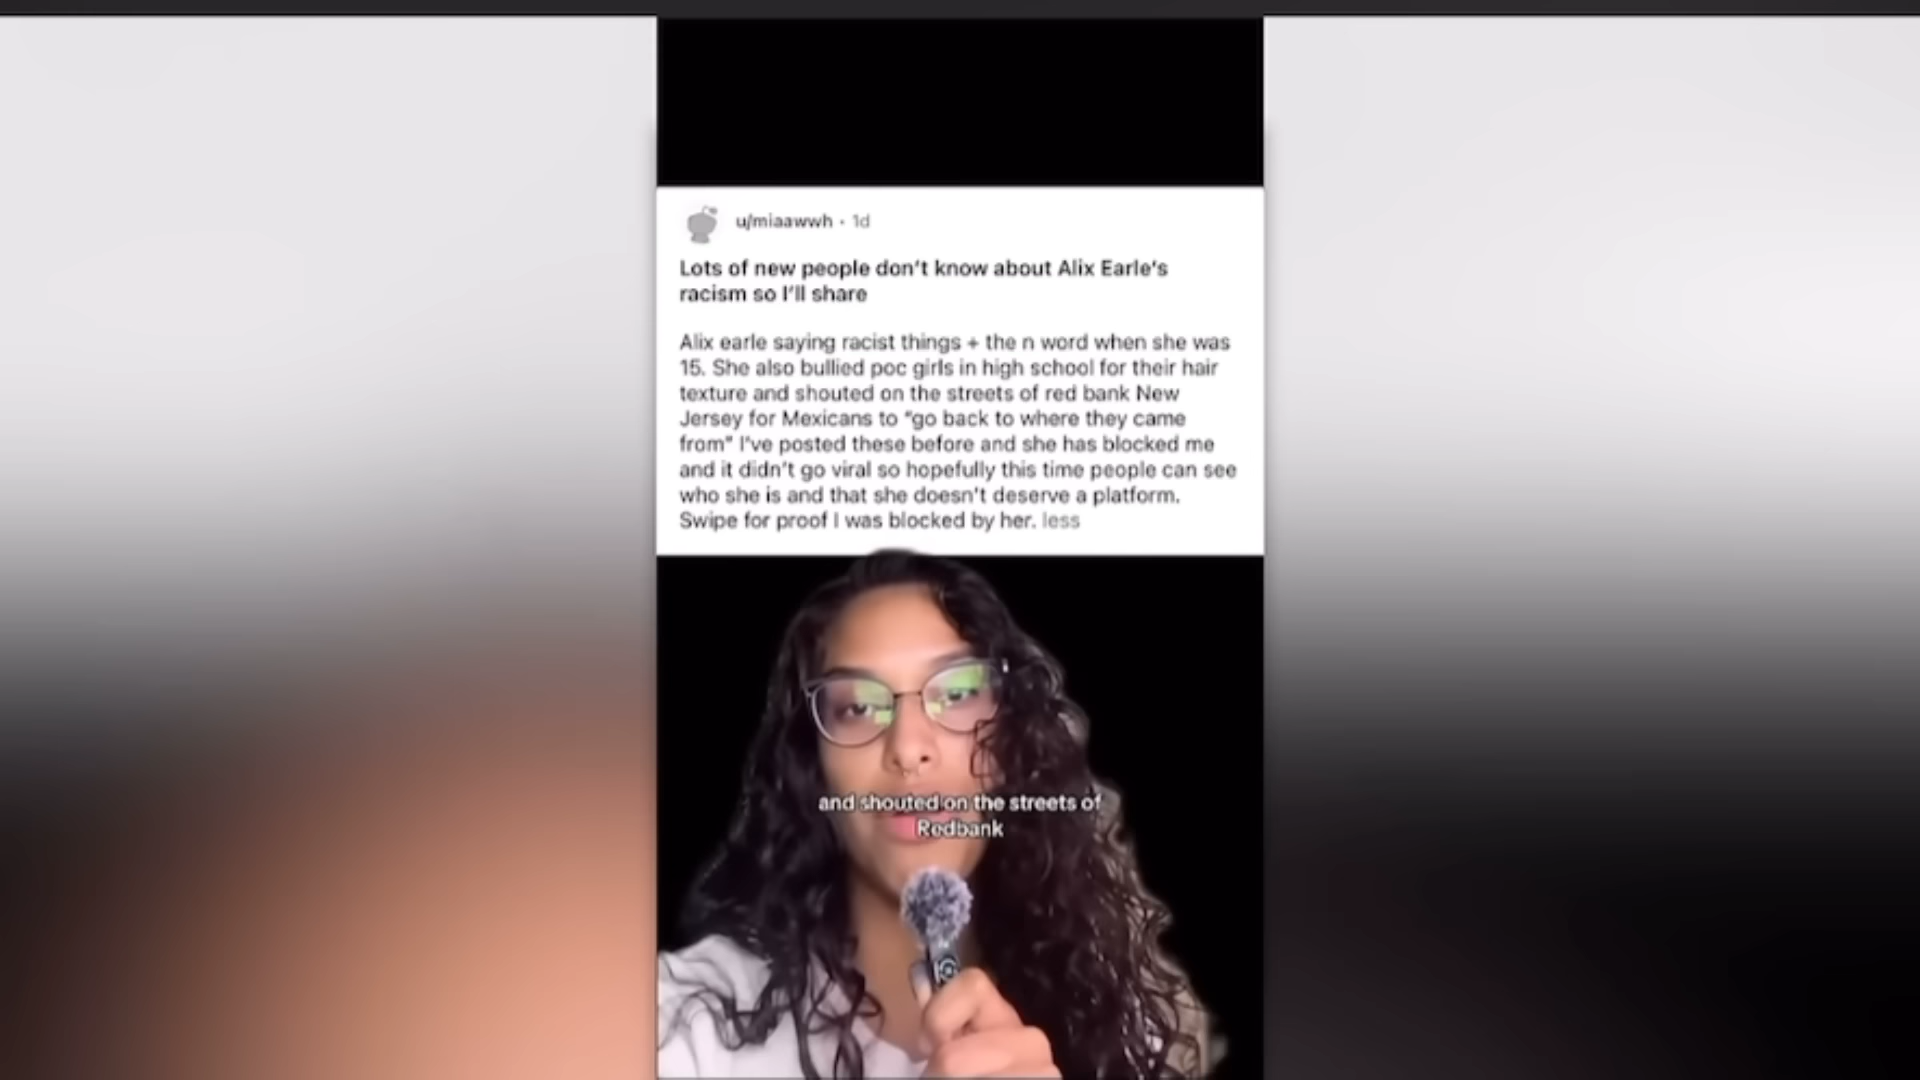 u/miaawwh · 1d
Lots of new people don't know about Alix Earle's
racism so I'll share
Alix earle saying racist things + the n word when she was
15. She also bullied poc girls in high school for their hair
texture and shouted on the streets of red bank New
Jersey for Mexicans to "go back to where they came
from" I've posted these before and she has blocked me
and it didn't go viral so hopefully this time people can see
who she is and that she doesn't deserve a platform.
Swipe for proof I was blocked by her. less
and shouted on the streets of
Redbank